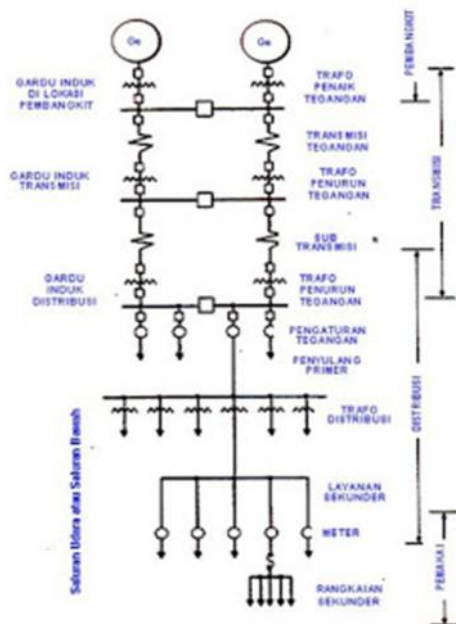 Ge
Ge
GARDU INDUK
DI LOKASI
PEMBANGKIT
TRAFO
PENAIK
TEGANGAN
PEMBANGKIT
TRANSMISI
TEGANGAN
GARDU INDUK
TRANSMISI
TRAFO
PENURUN
TEGANGAN
TRANSMISI
SUB
TRANSMISI
GARDU
INDUK
DISTRIBUSI
TRAFO
PENURUN
TEGANGAN
PENGATURAN
TEGANGAN
PENYULANG
PRIMER
TRAFO
DISTRIBUSI
DISTRIBUSI
Saluran Udara atau Saluran Bawah
LAYANAN
SEKUNDER
METER
PEMAKAI
RANGKAIAN
SEKUNDER